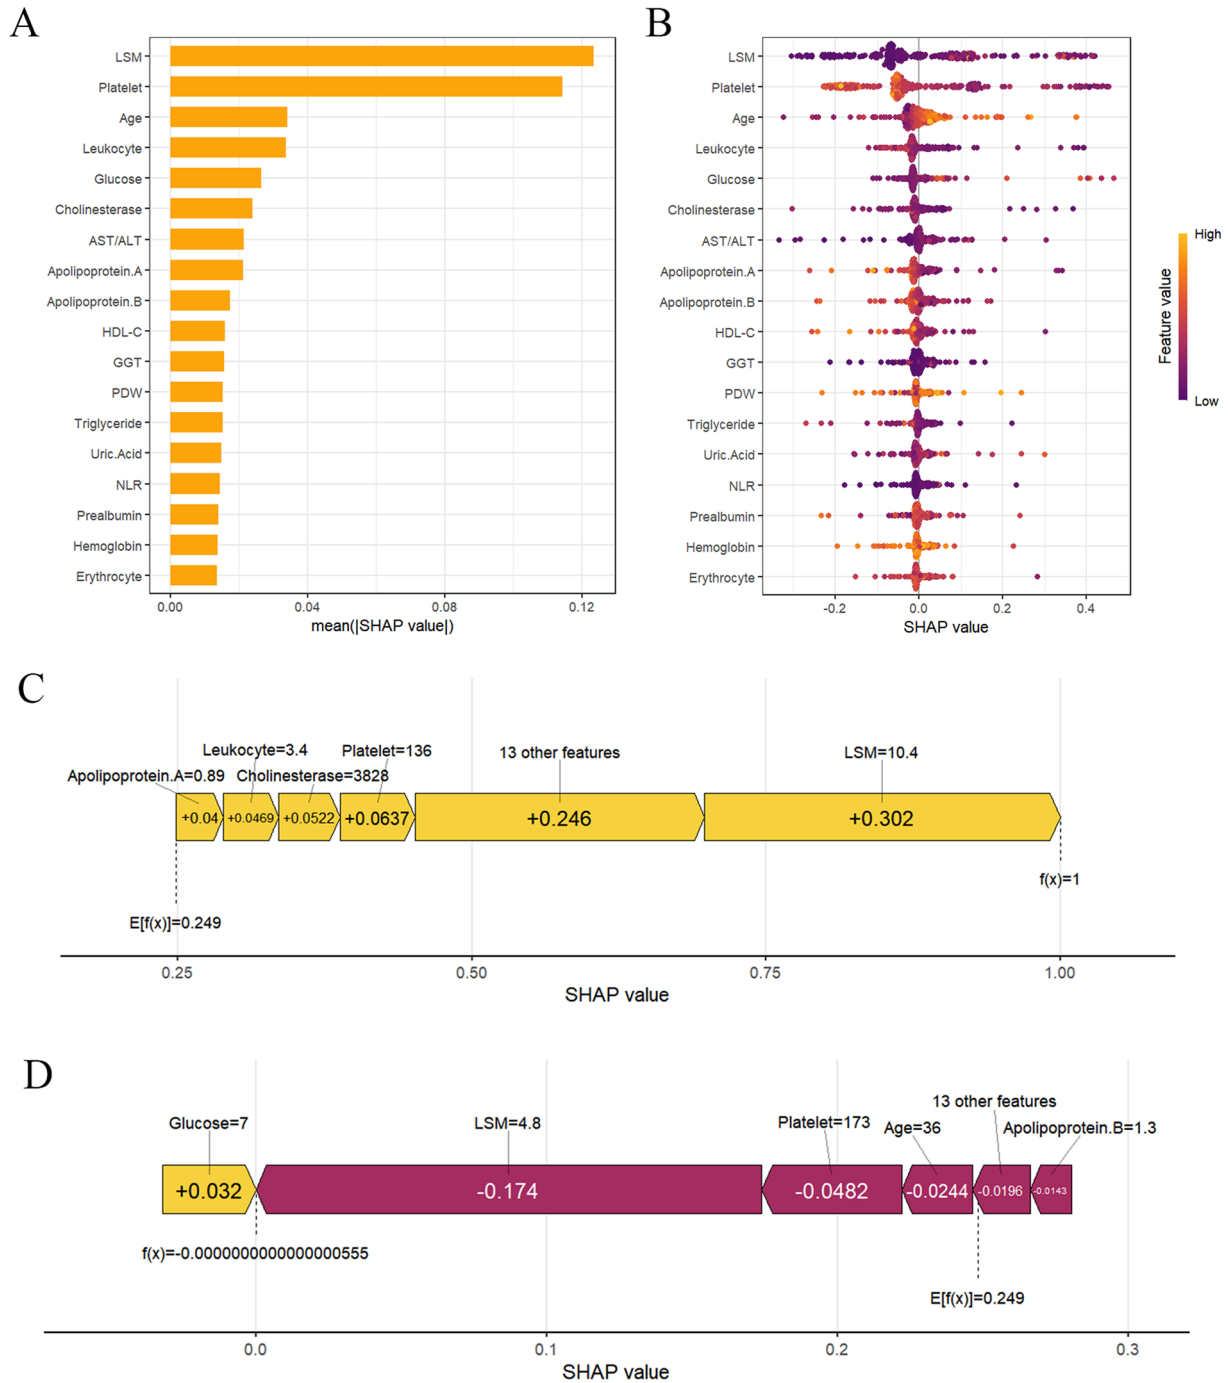 A
B
LSM
Platelet
Age
Leukocyte
Glucose
Cholinesterase
AST/ALT
Apolipoprotein.A
Apolipoprotein.B
HDL-C
GGT
PDW
Triglyceride
Uric.Acid
NLR
Prealbumin
Hemoglobin
Erythrocyte
0.00
0.04
0.08
0.12
mean(|SHAP value|)
LSM
Platelet
Age
Leukocyte
Glucose
Cholinesterase
AST/ALT
Apolipoprotein.A
Apolipoprotein.B
HDL-C
GGT
PDW
Triglyceride
Uric.Acid
NLR
Prealbumin
Hemoglobin
Erythrocyte
-0.2
0.0
0.2
0.4
SHAP value
High
Feature value
Low
C
Leukocyte=3.4
Platelet=136
13 other features
LSM=10.4
Apolipoprotein.A=0.89
Cholinesterase=3828
+0.04
+0.0469
+0.0522
+0.0637
+0.246
+0.302
f(x)=1
E[f(x)]=0.249
0.25
0.50
0.75
1.00
SHAP value
D
13 other features
Glucose=7
LSM=4.8
Platelet=173
Age=36
Apolipoprotein.B=1.3
+0.032
-0.174
-0.0482
-0.0244
-0.0196
-0.0143
f(x)=-0.0000000000000000555
E[f(x)]=0.249
0.0
0.1
0.2
0.3
SHAP value